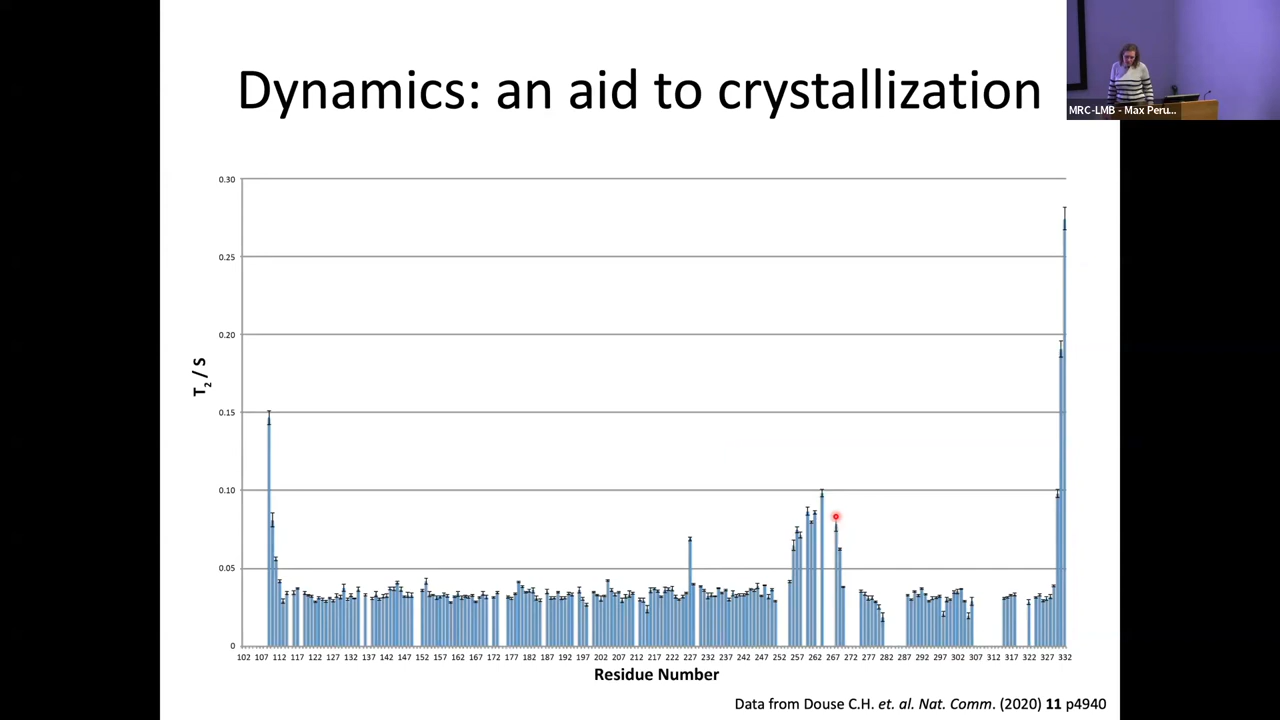 Dynamics: an aid to crystallization
MRC-LMB - Max Peru...
0.30
0.25
0.20
0.15
0.10
0.05
0
T2 / S
102 107 112 117 122 127 132 137 142 147 152 157 162 167 172 177 182 187 192 197 202 207 212 217 222 227 232 237 242 247 252 257 262 267 272 277 282 287 292 297 302 307 312 317 322 327 332
Residue Number
Data from Douse C.H. et. al. Nat. Comm. (2020) 11 p4940